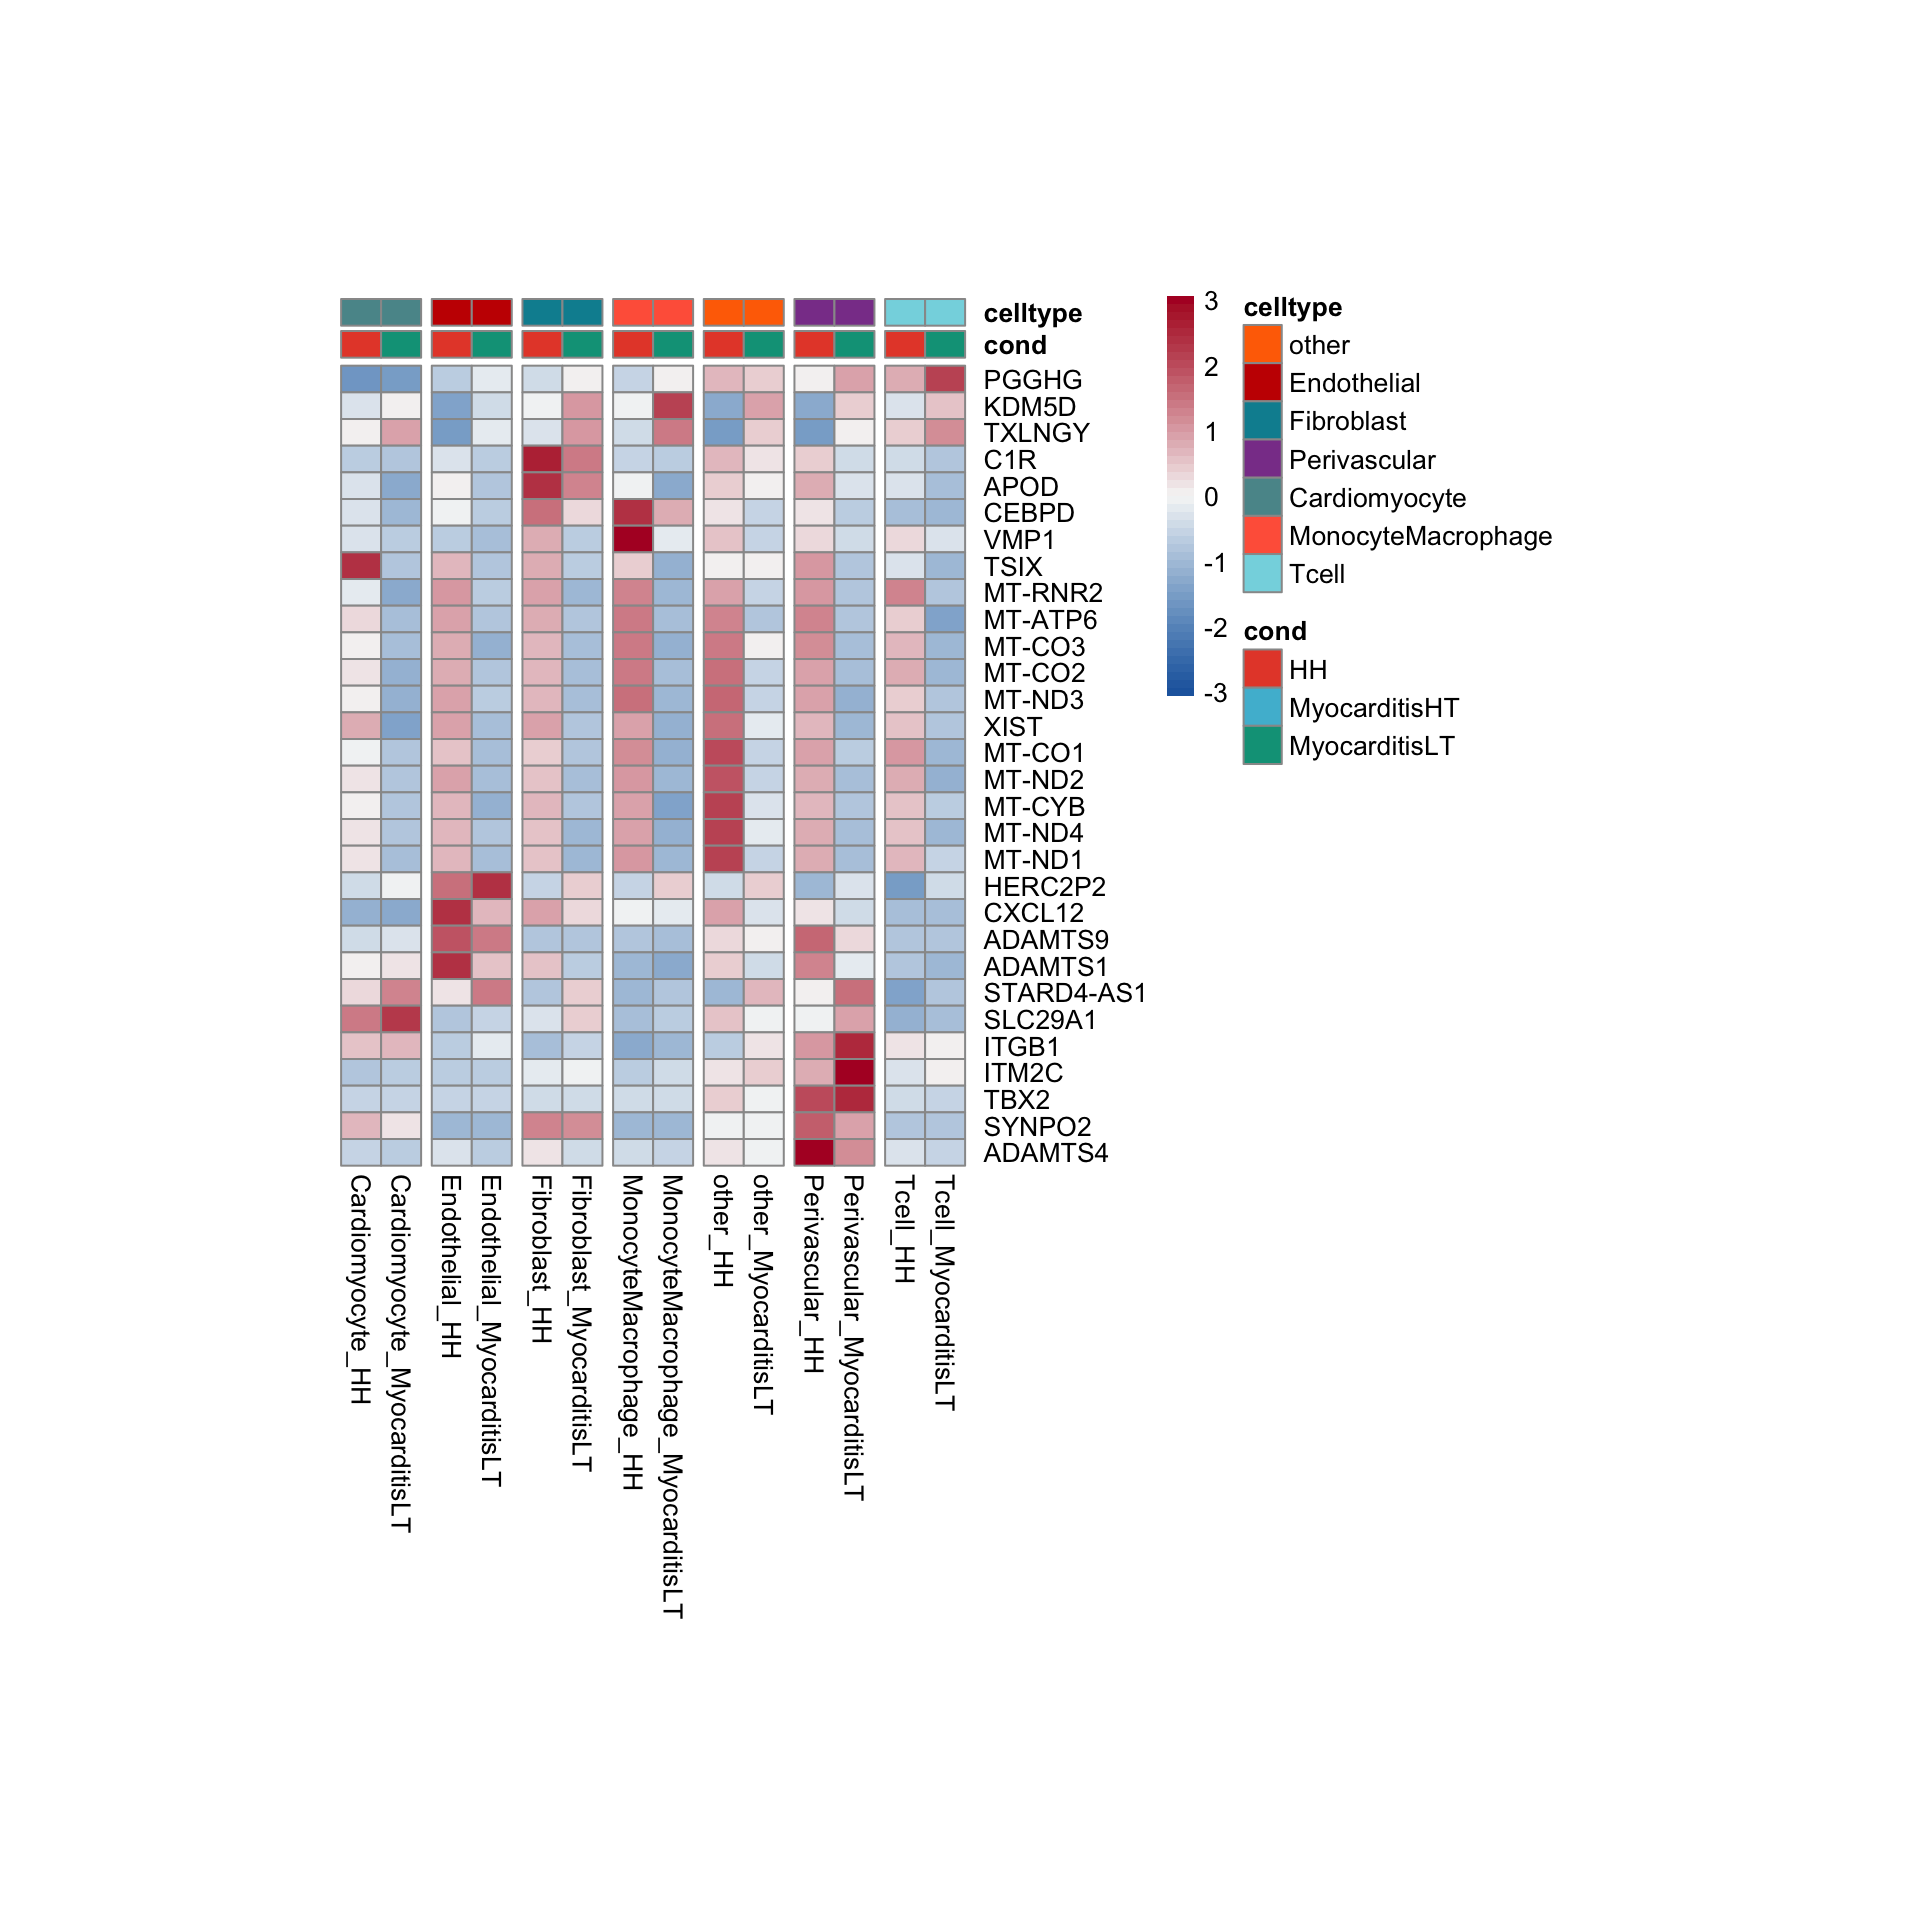 celltype
cond
PGGHG
KDM5D
TXLNGY
C1R
APOD
CEBPD
VMP1
TSIX
MT-RNR2
MT-ATP6
MT-CO3
MT-CO2
MT-ND3
XIST
MT-CO1
MT-ND2
MT-CYB
MT-ND4
MT-ND1
HERC2P2
CXCL12
ADAMTS9
ADAMTS1
STARD4-AS1
SLC29A1
ITGB1
ITM2C
TBX2
SYNPO2
ADAMTS4
Cardiomyocyte_HH
Cardiomyocyte_MyocarditisLT
Endothelial_HH
Endothelial_MyocarditisLT
Fibroblast_HH
Fibroblast_MyocarditisLT
MonocyteMacrophage_HH
MonocyteMacrophage_MyocarditisLT
other_HH
other_MyocarditisLT
Perivascular_HH
Perivascular_MyocarditisLT
Tcell_HH
Tcell_MyocarditisLT
3
2
1
0
-1
-2
-3
celltype
other
Endothelial
Fibroblast
Perivascular
Cardiomyocyte
MonocyteMacrophage
Tcell
cond
HH
MyocarditisHT
MyocarditisLT